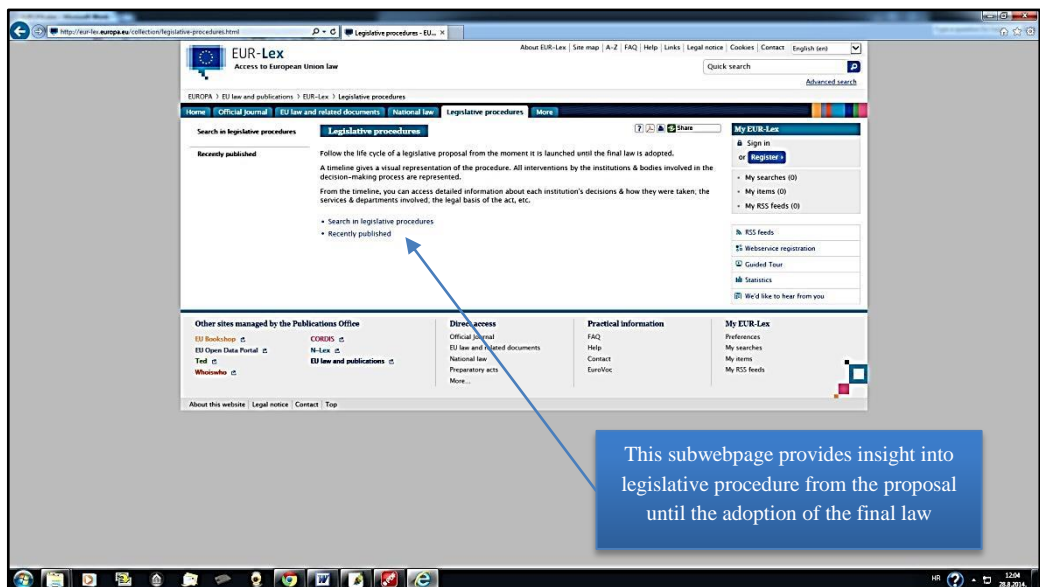 http://eur-lex.europa.eu/collection/legislative-procedures.html
Legislative procedures - EU...
EUR-Lex
Access to European Union law
About EUR-Lex | Site map | A-Z | FAQ | Help | Links | Legal notice | Cookies | Contact English (en)
Quick search
Advanced search
EUROPA > EU law and publications > EUR-Lex > Legislative procedures
Home Official Journal EU law and related documents National law Legislative procedures More
Search in legislative procedures
Recently published
Legislative procedures
? Share
Follow the life cycle of a legislative proposal from the moment it is launched until the final law is adopted.
A timeline gives a visual representation of the procedure. All interventions by the institutions & bodies involved in the
decision-making process are represented.
From the timeline, you can access detailed information about each institution's decisions & how they were taken, the
services & departments involved, the legal basis of the act, etc.
• Search in legislative procedures
• Recently published
My EUR-Lex
Sign in
or Register
My searches (0)
My items (0)
My RSS feeds (0)
RSS feeds
Webservice registration
Guided Tour
Statistics
We'd like to hear from you
Other sites managed by the Publications Office
EU Bookshop
EU Open Data Portal
Ted
Whoiswho
CORDIS
N-Lex
EU law and publications
Direct access
Official Journal
EU law and related documents
National law
Preparatory acts
More...
Practical information
FAQ
Help
Contact
EuroVoc
My EUR-Lex
Preferences
My searches
My items
My RSS feeds
About this website | Legal notice | Contact | Top
This subwebpage provides insight into
legislative procedure from the proposal
until the adoption of the final law
HR
12:04
28.8.2014.